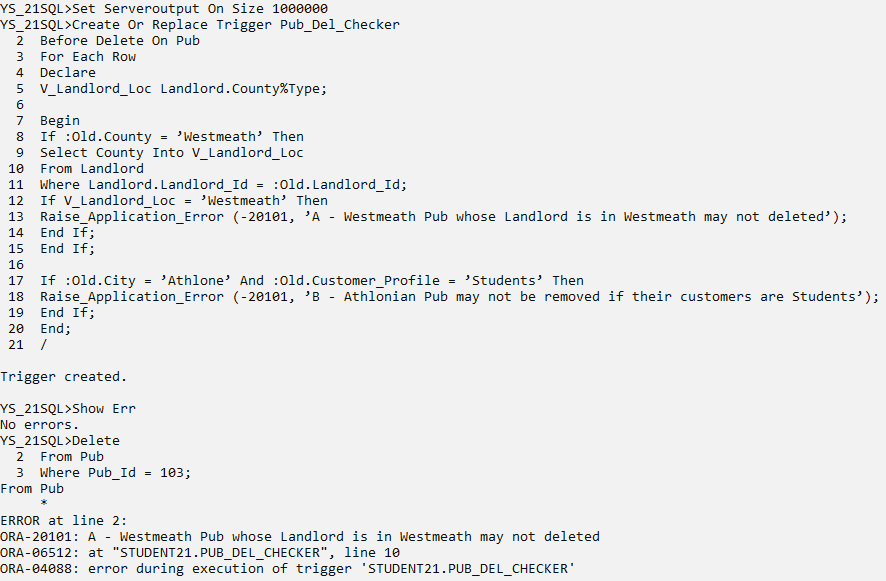 YS_21SQL>Set Serveroutput On Size 1000000
YS_21SQL>Create Or Replace Trigger Pub_Del_Checker
  2  Before Delete On Pub
  3  For Each Row
  4  Declare
  5  V_Landlord_Loc Landlord.County%Type;
  6
  7  Begin
  8  If :Old.County = ’Westmeath’ Then
  9  Select County Into V_Landlord_Loc
 10  From Landlord
 11  Where Landlord.Landlord_Id = :Old.Landlord_Id;
 12  If V_Landlord_Loc = ’Westmeath’ Then
 13  Raise_Application_Error (-20101, ’A - Westmeath Pub whose Landlord is in Westmeath may not deleted’);
 14  End If;
 15  End If;
 16
 17  If :Old.City = ’Athlone’ And :Old.Customer_Profile = ’Students’ Then
 18  Raise_Application_Error (-20101, ’B - Athlonian Pub may not be removed if their customers are Students’);
 19  End If;
 20  End;
 21  /

Trigger created.

YS_21SQL>Show Err
No errors.
YS_21SQL>Delete
  2  From Pub
  3  Where Pub_Id = 103;
From Pub
     *
ERROR at line 2:
ORA-20101: A - Westmeath Pub whose Landlord is in Westmeath may not deleted
ORA-06512: at "STUDENT21.PUB_DEL_CHECKER", line 10
ORA-04088: error during execution of trigger 'STUDENT21.PUB_DEL_CHECKER'